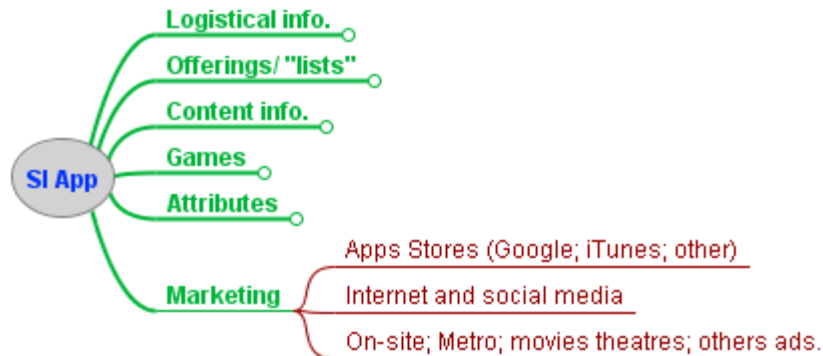 Logistical info.
Offerings/ "lists"
Content info.
Games
SI App
Attributes
Marketing
Apps Stores (Google; iTunes; other)
Internet and social media
On-site; Metro; movies theatres; others ads.